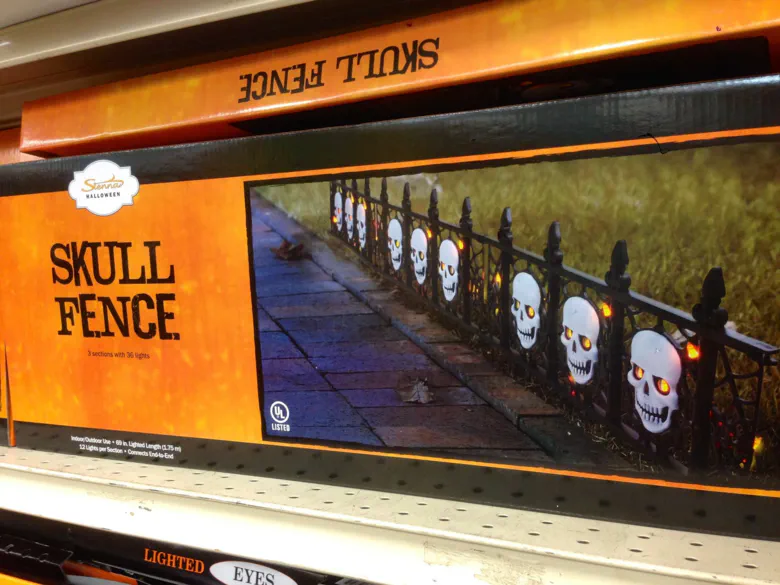 SKULL FENCE
Sienna
HALLOWEEN
SKULL
FENCE
3 sections with 36 lights
UL
LISTED
Indoor/Outdoor Use • 69 in. Lighted Length (1.75 m)
12 Lights per Section • Connects End-to-End
LIGHTED EYES